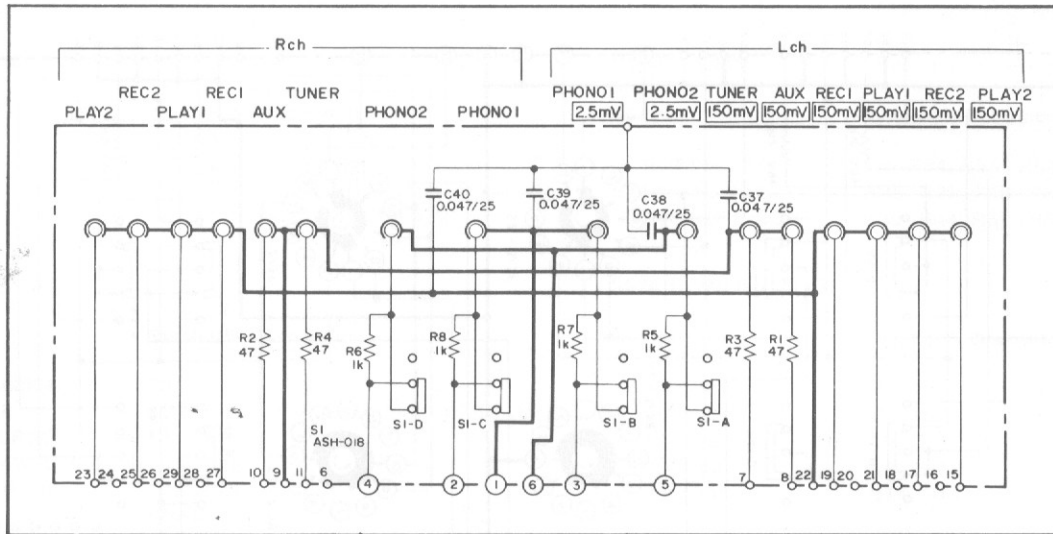 Rch
Lch
PLAY2 REC2 PLAY1 REC1 AUX TUNER PHONO2 PHONO1 PHONO1 PHONO2 TUNER AUX REC1 PLAY1 REC2 PLAY2
2.5mV 2.5mV 150mV 150mV 150mV 150mV 150mV 150mV
C40
0.047/25
C39
0.047/25
C38
0.047/25
C37
0.047/25
R2
47
R4
47
R6
1k
R8
1k
R7
1k
R5
1k
R3
47
R1
47
S1-D
S1-C
S1-B
S1-A
S1
ASH-018
23 24 25 26 29 28 27 10 9 11 6 4 2 1 6 3 5 7 8 22 19 20 21 18 17 16 15